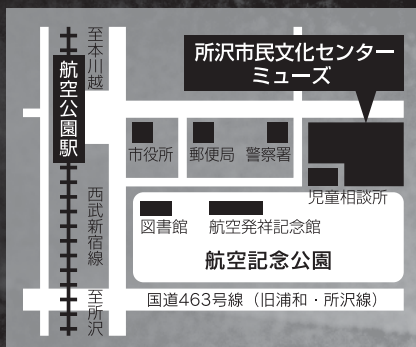 至本川越
航空公園駅
西武新宿線
至所沢
所沢市民文化センター
ミューズ
市役所
郵便局
警察署
児童相談所
図書館
航空発祥記念館
航空記念公園
国道463号線（旧浦和・所沢線）